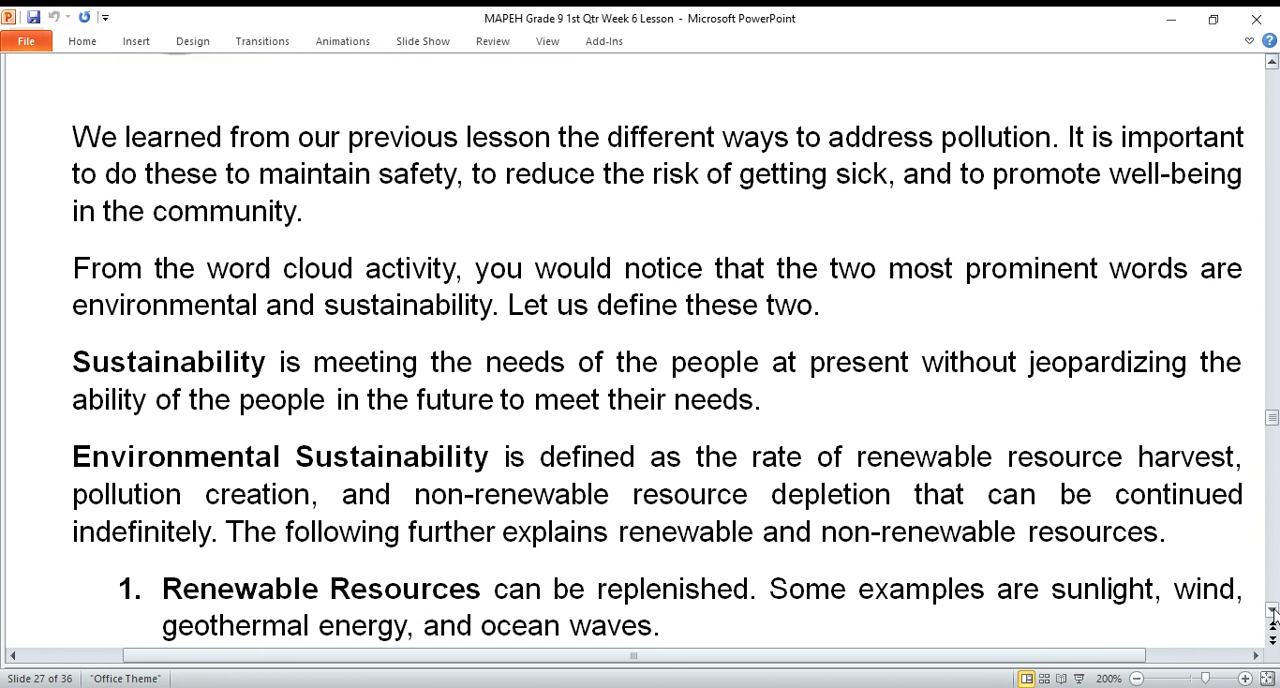 MAPEH Grade 9 1st Qtr Week 6 Lesson - Microsoft PowerPoint
File Home Insert Design Transitions Animations Slide Show Review View Add-Ins
We learned from our previous lesson the different ways to address pollution. It is important
to do these to maintain safety, to reduce the risk of getting sick, and to promote well-being
in the community.
From the word cloud activity, you would notice that the two most prominent words are
environmental and sustainability. Let us define these two.
Sustainability is meeting the needs of the people at present without jeopardizing the
ability of the people in the future to meet their needs.
Environmental Sustainability is defined as the rate of renewable resource harvest,
pollution creation, and non-renewable resource depletion that can be continued
indefinitely. The following further explains renewable and non-renewable resources.
1. Renewable Resources can be replenished. Some examples are sunlight, wind,
geothermal energy, and ocean waves.
Slide 27 of 36 "Office Theme" 200%